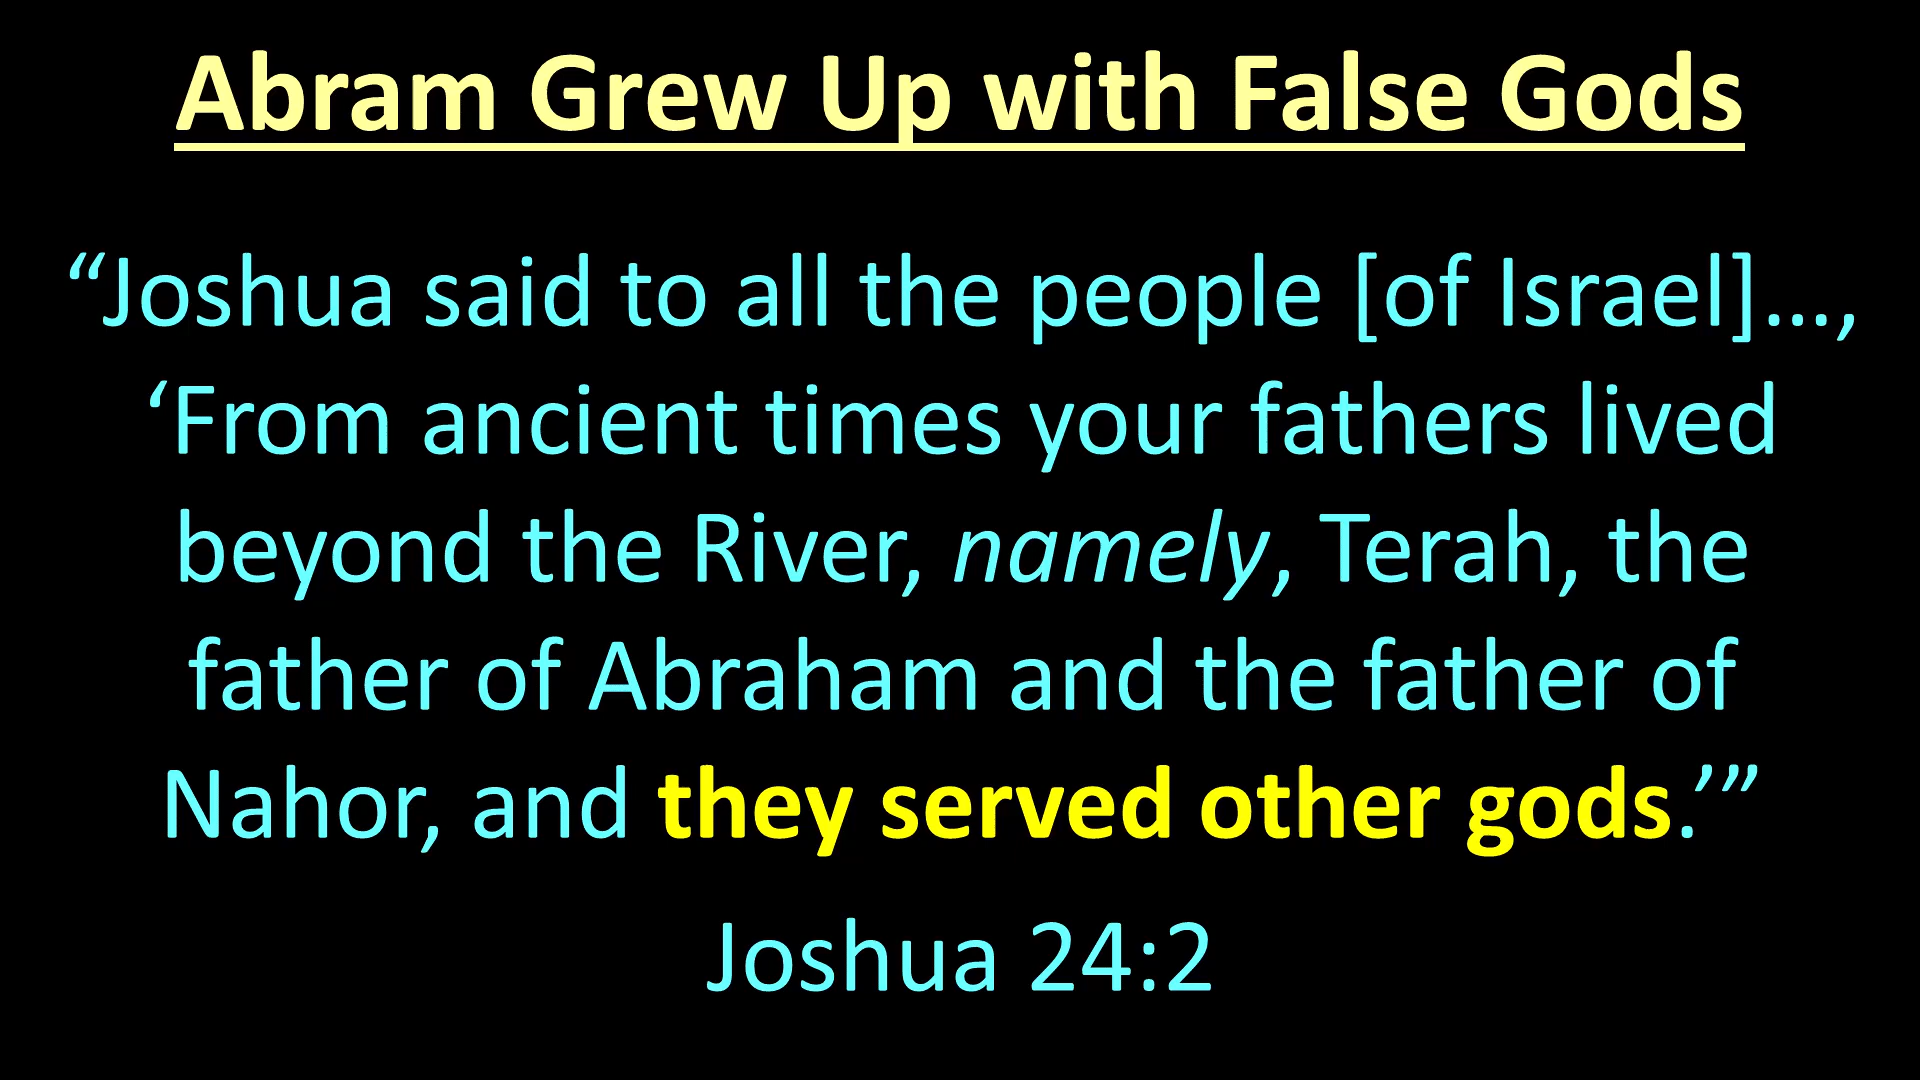 Abram Grew Up with False Gods
“Joshua said to all the people [of Israel]…,
‘From ancient times your fathers lived
beyond the River, namely, Terah, the
father of Abraham and the father of
Nahor, and they served other gods.’”
Joshua 24:2